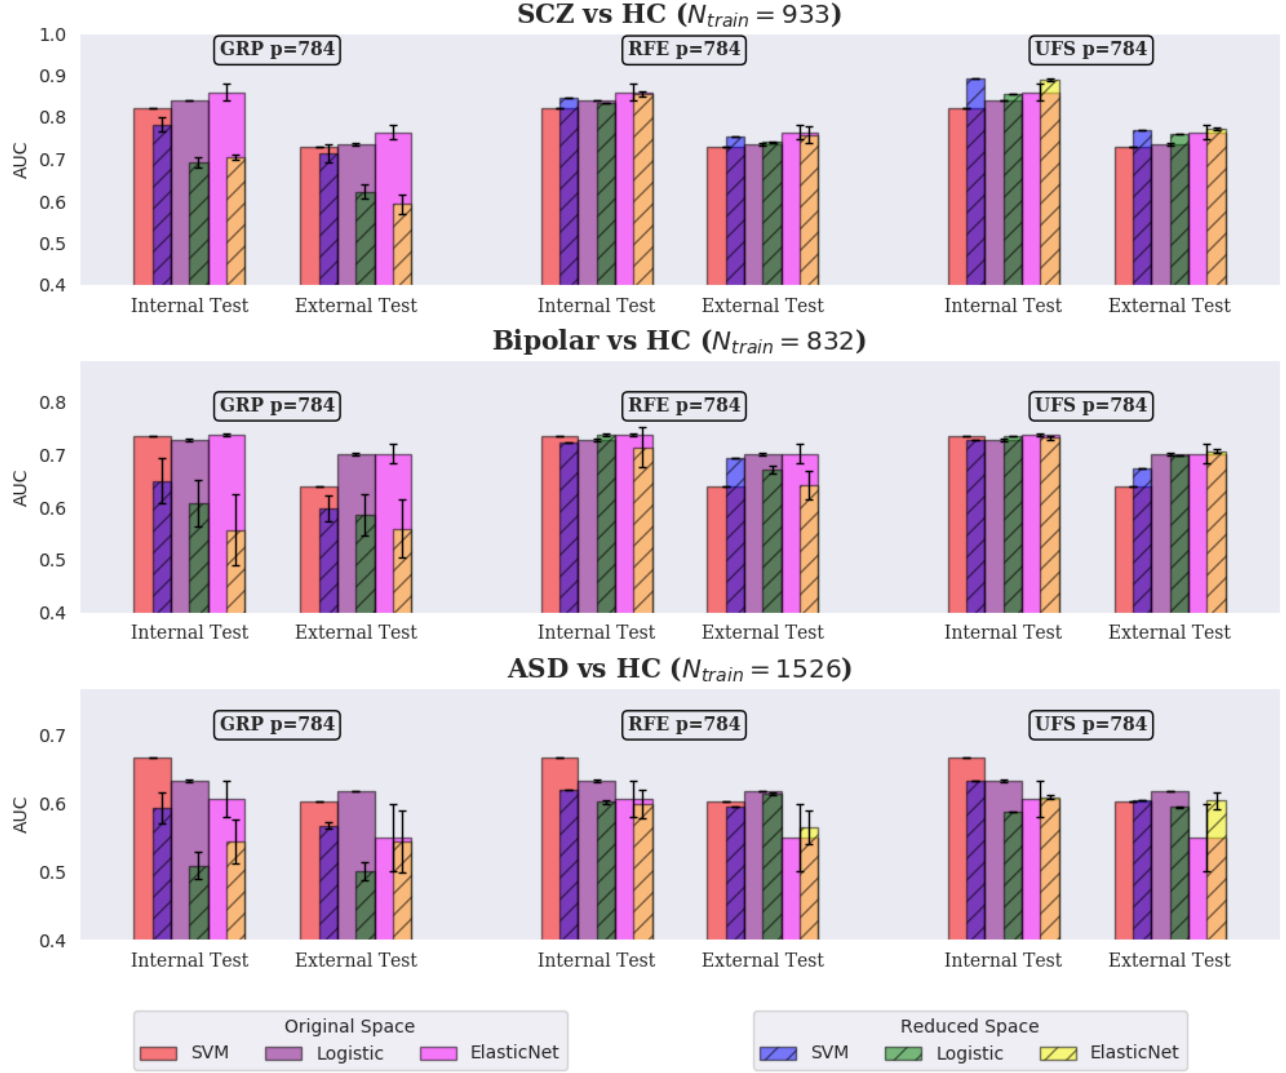 SCZ vs HC (N_train = 933)
GRP p=784
RFE p=784
UFS p=784
1.0
0.9
0.8
0.7
0.6
0.5
0.4
AUC
Internal Test
External Test
Internal Test
External Test
Internal Test
External Test
Bipolar vs HC (N_train = 832)
GRP p=784
RFE p=784
UFS p=784
0.8
0.7
0.6
0.5
0.4
AUC
Internal Test
External Test
Internal Test
External Test
Internal Test
External Test
ASD vs HC (N_train = 1526)
GRP p=784
RFE p=784
UFS p=784
0.7
0.6
0.5
0.4
AUC
Internal Test
External Test
Internal Test
External Test
Internal Test
External Test
Original Space
SVM Logistic ElasticNet
Reduced Space
SVM Logistic ElasticNet